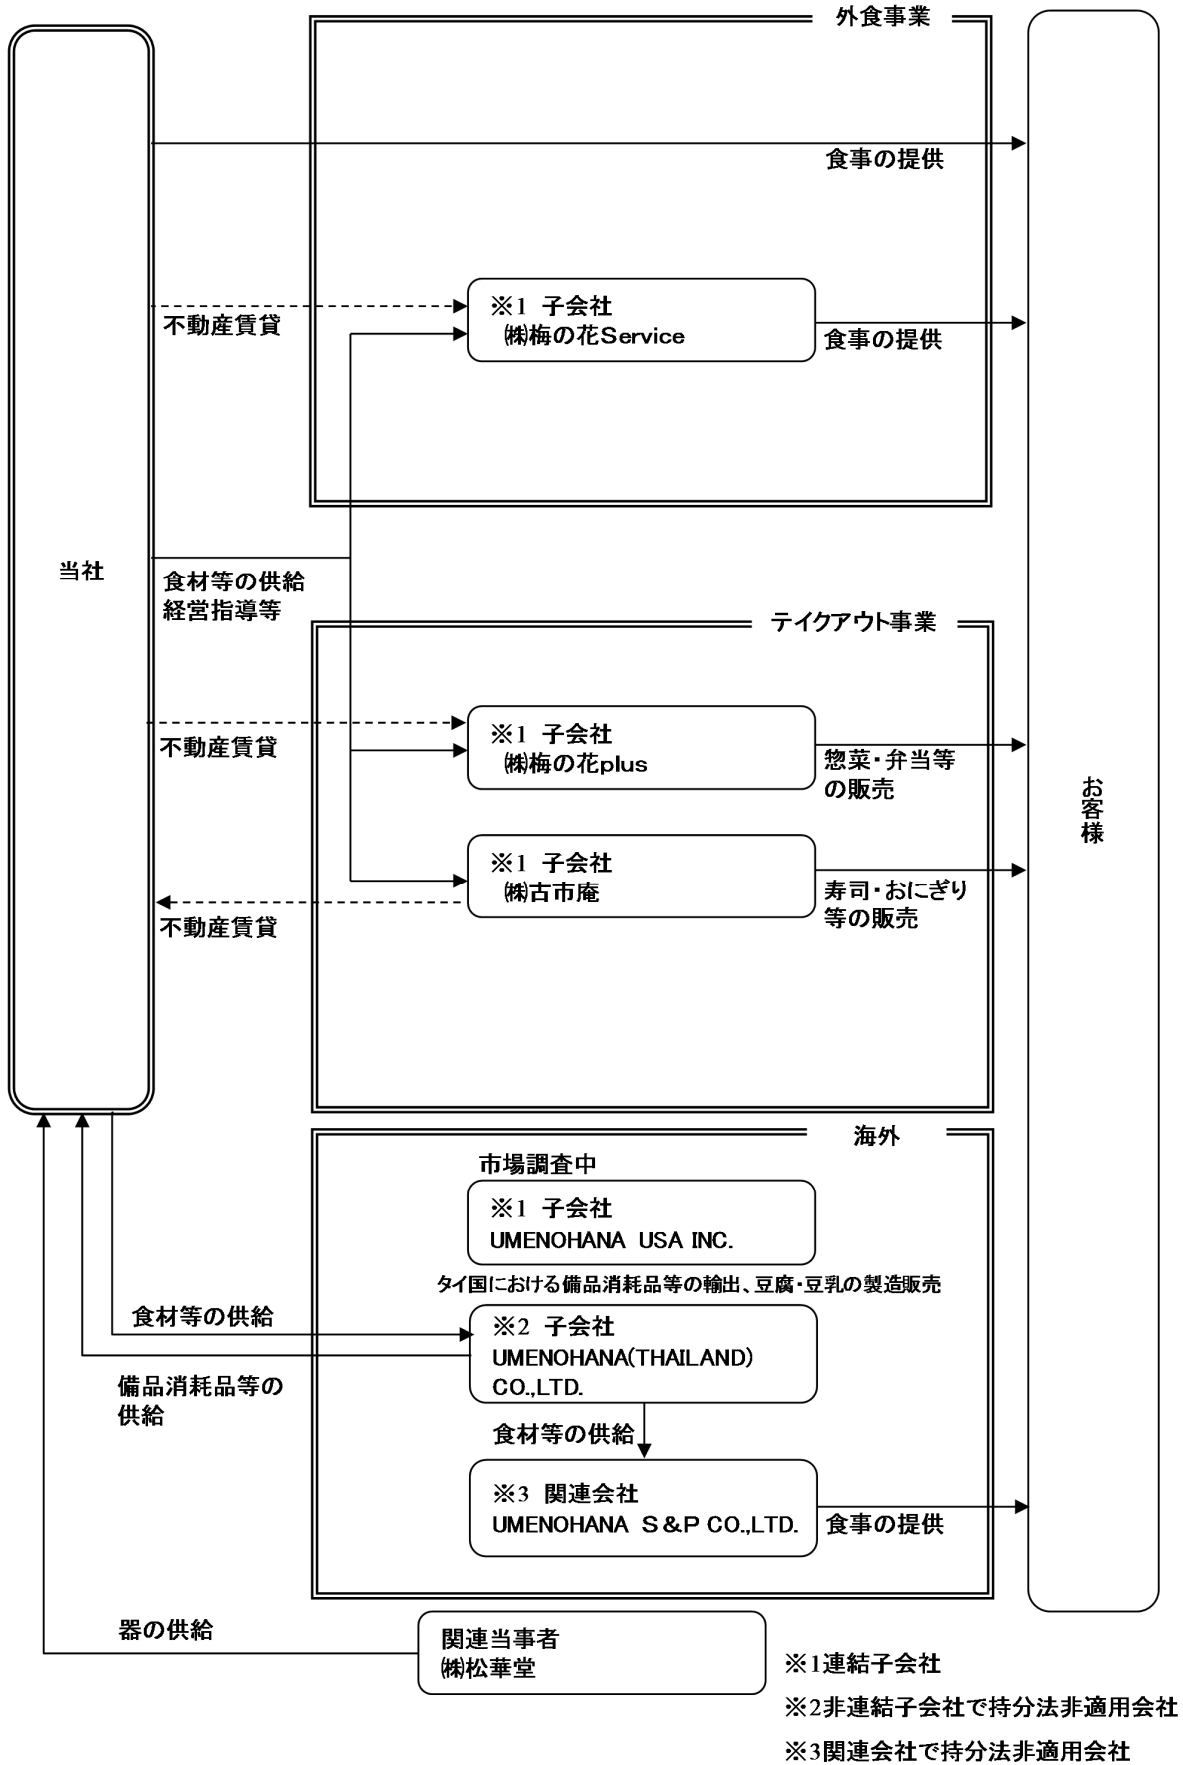 外食事業
食事の提供
※1 子会社
㈱梅の花Service
不動産賃貸
食事の提供
当社
食材等の供給
経営指導等
テイクアウト事業
※1 子会社
㈱梅の花plus
不動産賃貸
惣菜・弁当等
の販売
お客様
※1 子会社
㈱古市庵
寿司・おにぎり
等の販売
不動産賃貸
海外
市場調査中
※1 子会社
UMENOHANA USA INC.
タイ国における備品消耗品等の輸出、豆腐・豆乳の製造販売
食材等の供給
※2 子会社
UMENOHANA(THAILAND)
CO.,LTD.
備品消耗品等の
供給
食材等の供給
※3 関連会社
UMENOHANA S&P CO.,LTD.
食事の提供
器の供給
関連当事者
㈱松華堂
※1連結子会社
※2非連結子会社で持分法非適用会社
※3関連会社で持分法非適用会社